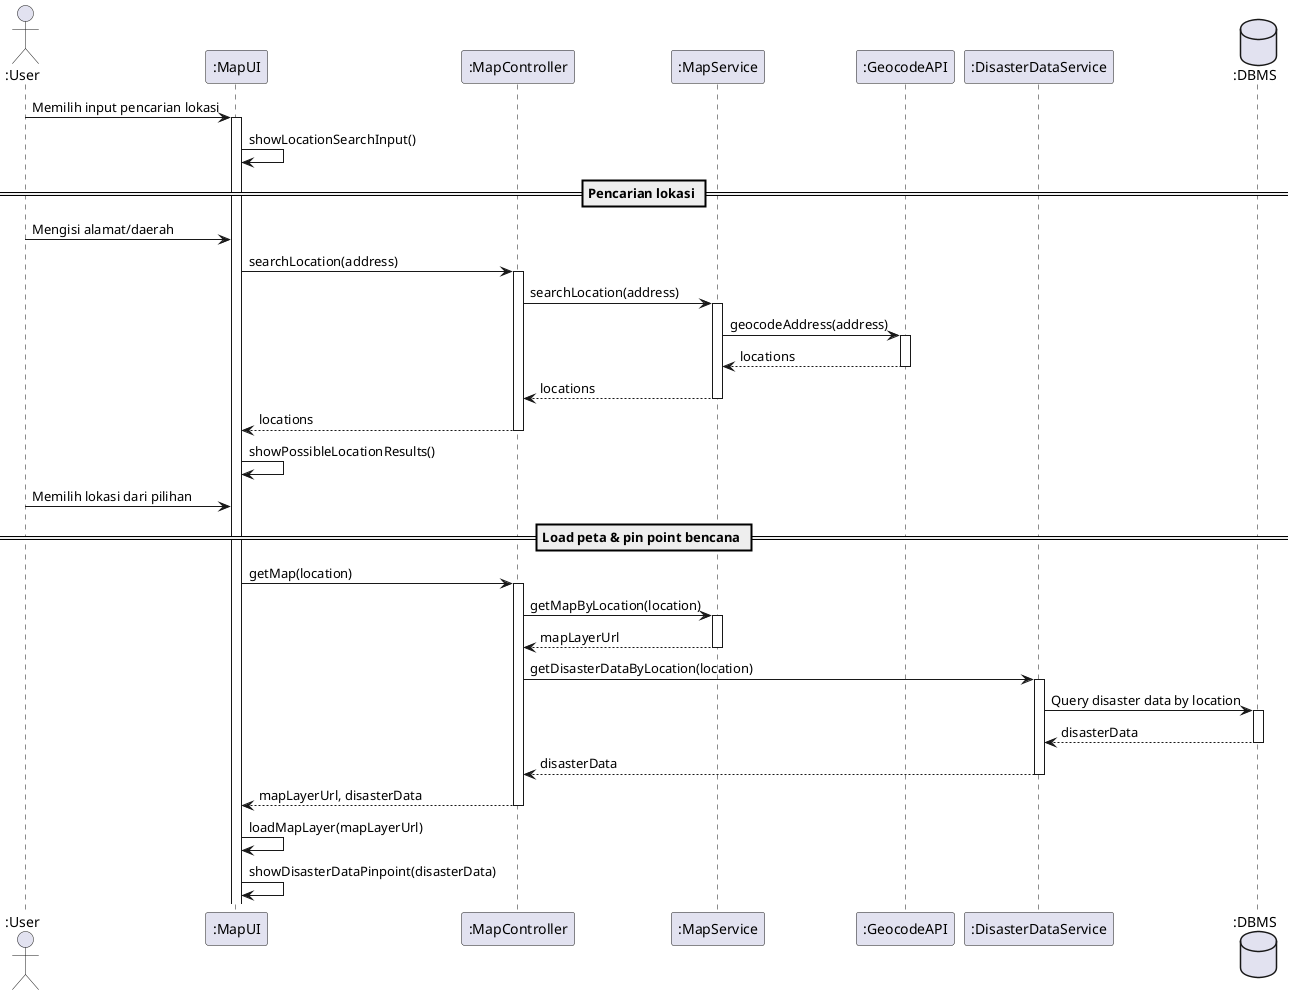 :User
:MapUI
:MapController
:MapService
:GeocodeAPI
:DisasterDataService
:DBMS
Memilih input pencarian lokasi
showLocationSearchInput()
Pencarian lokasi
Mengisi alamat/daerah
searchLocation(address)
searchLocation(address)
geocodeAddress(address)
locations
locations
locations
showPossibleLocationResults()
Memilih lokasi dari pilihan
Load peta & pin point bencana
getMap(location)
getMapByLocation(location)
mapLayerUrl
getDisasterDataByLocation(location)
Query disaster data by location
disasterData
disasterData
mapLayerUrl, disasterData
loadMapLayer(mapLayerUrl)
showDisasterDataPinpoint(disasterData)
:User
:MapUI
:MapController
:MapService
:GeocodeAPI
:DisasterDataService
:DBMS